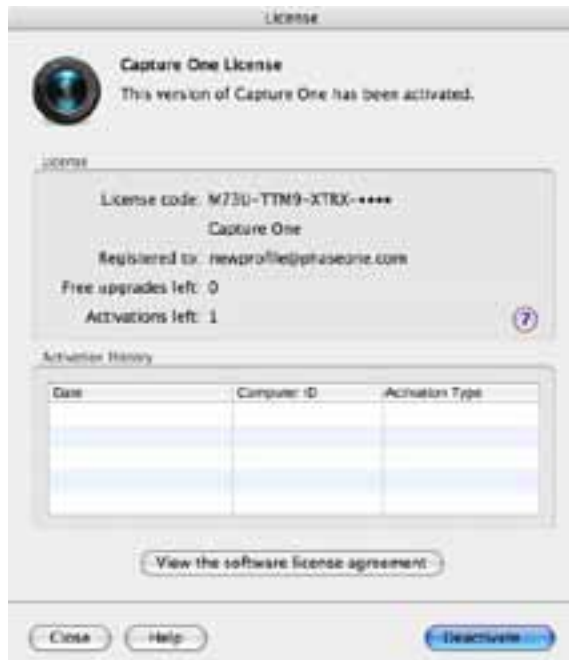 License
Capture One License
This version of Capture One has been activated.
License
License code: M73U-TTM9-XTRX-••••
Capture One
Registered to: newprofile@phaseone.com
Free upgrades left: 0
Activations left: 1
?
Activation History
Date Computer ID Activation Type
View the software license agreement
Close Help Deactivate